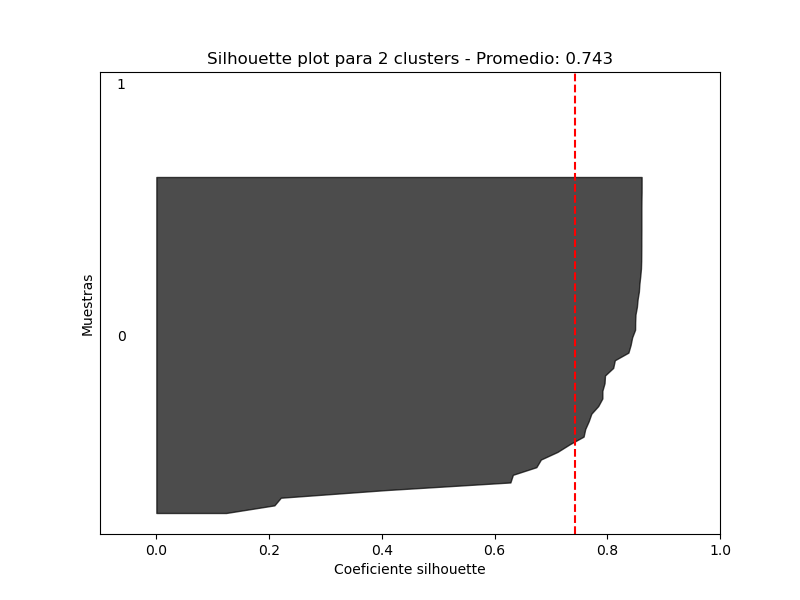 Silhouette plot para 2 clusters - Promedio: 0.743
1
Muestras
0
0.0 0.2 0.4 0.6 0.8 1.0
Coeficiente silhouette